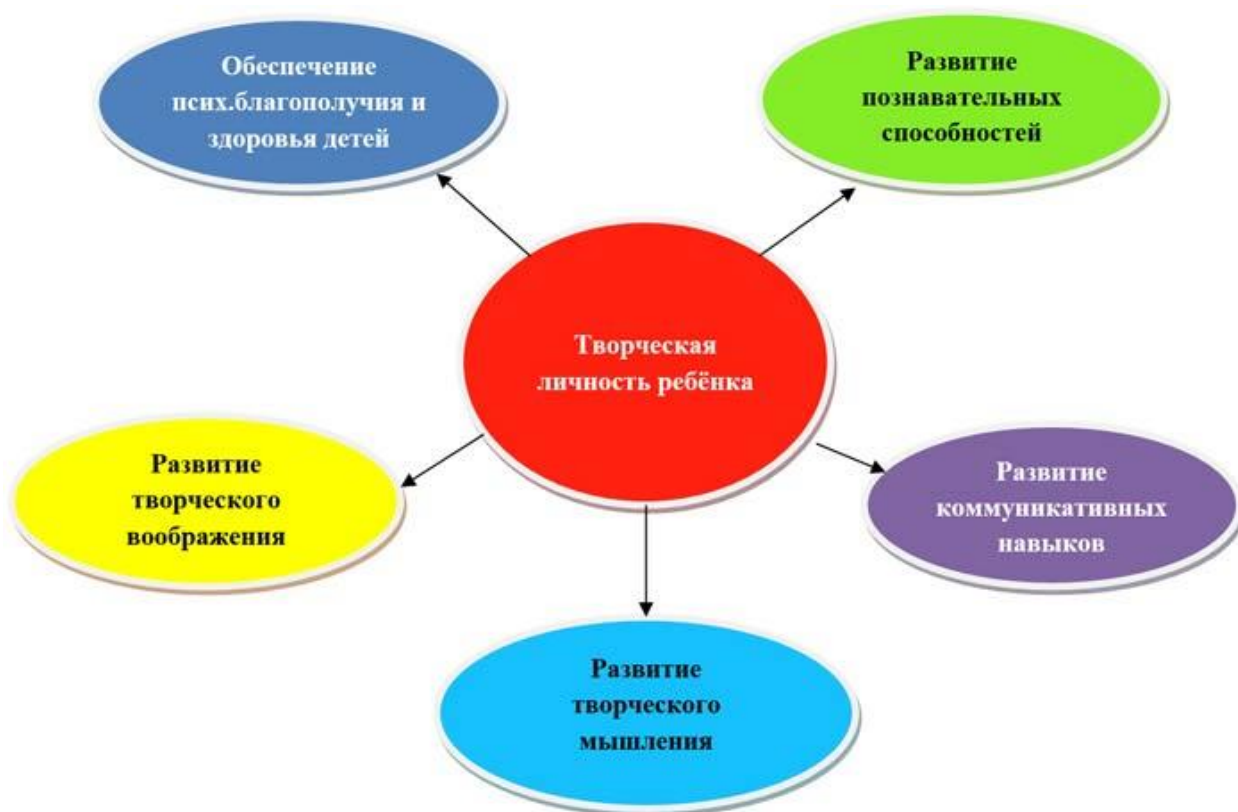 Обеспечение
псих.благополучия и
здоровья детей
Развитие
познавательных
способностей
Творческая
личность ребёнка
Развитие
творческого
воображения
Развитие
коммуникативных
навыков
Развитие
творческого
мышления